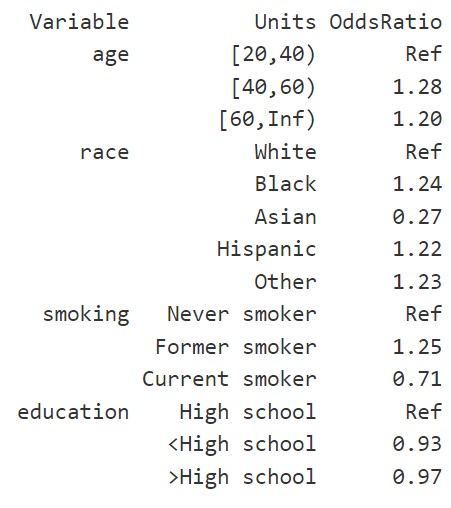 Variable Units OddsRatio
age [20,40) Ref
[40,60) 1.28
[60,Inf) 1.20
race White Ref
Black 1.24
Asian 0.27
Hispanic 1.22
Other 1.23
smoking Never smoker Ref
Former smoker 1.25
Current smoker 0.71
education High school Ref
<High school 0.93
>High school 0.97